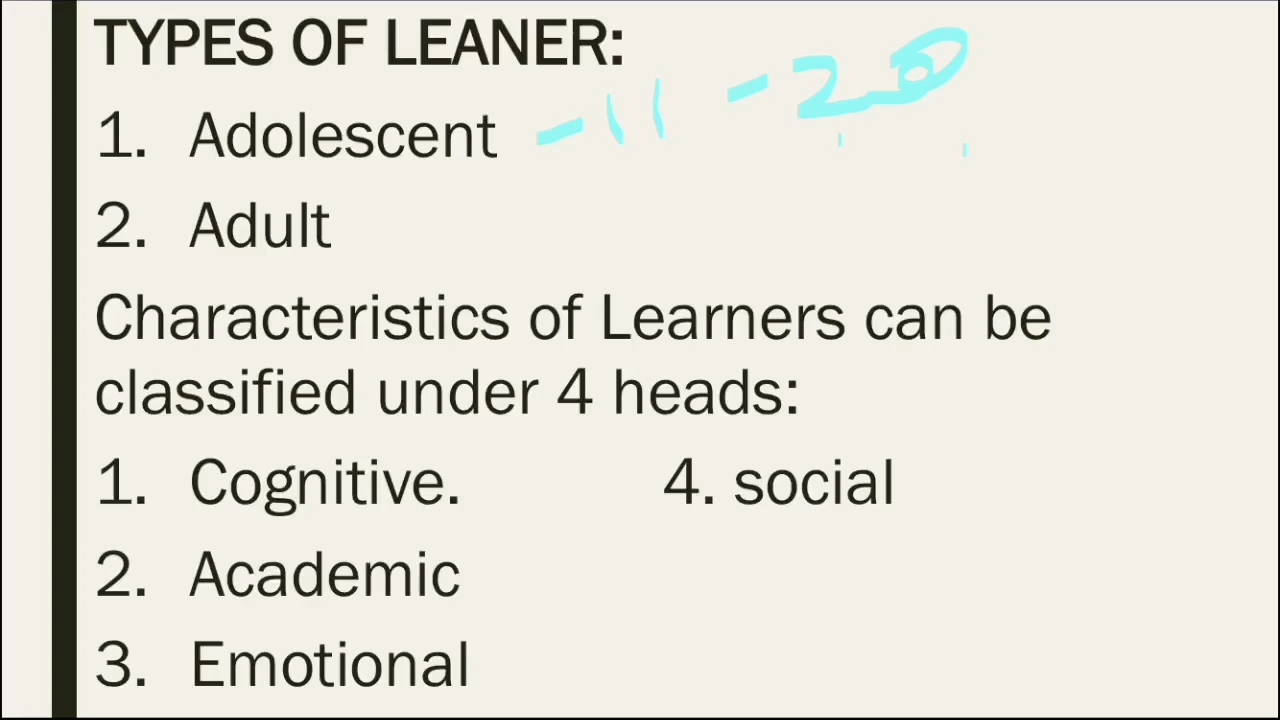 TYPES OF LEANER:
1. Adolescent -11 -20
2. Adult
Characteristics of Learners can be
classified under 4 heads:
1. Cognitive. 4. social
2. Academic
3. Emotional